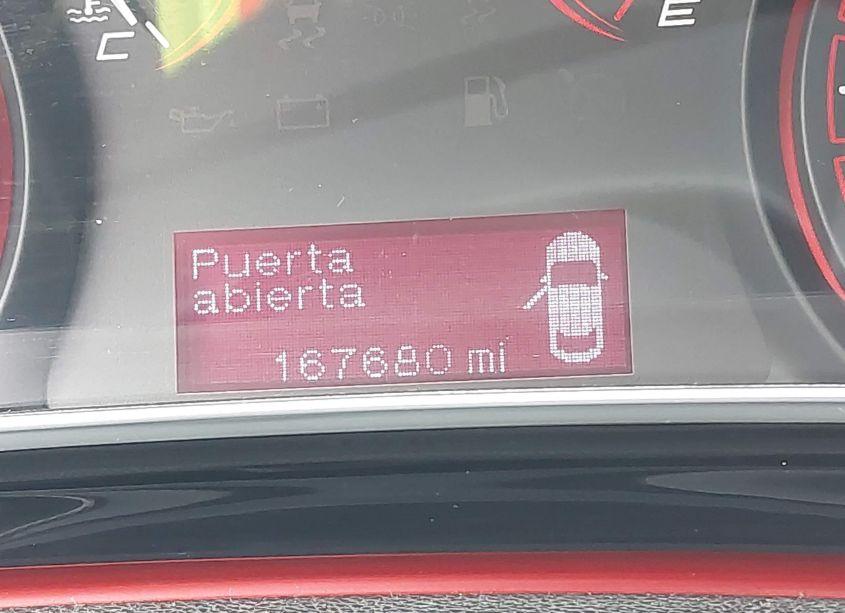 C
E
Puerta
abierta
167680 mi